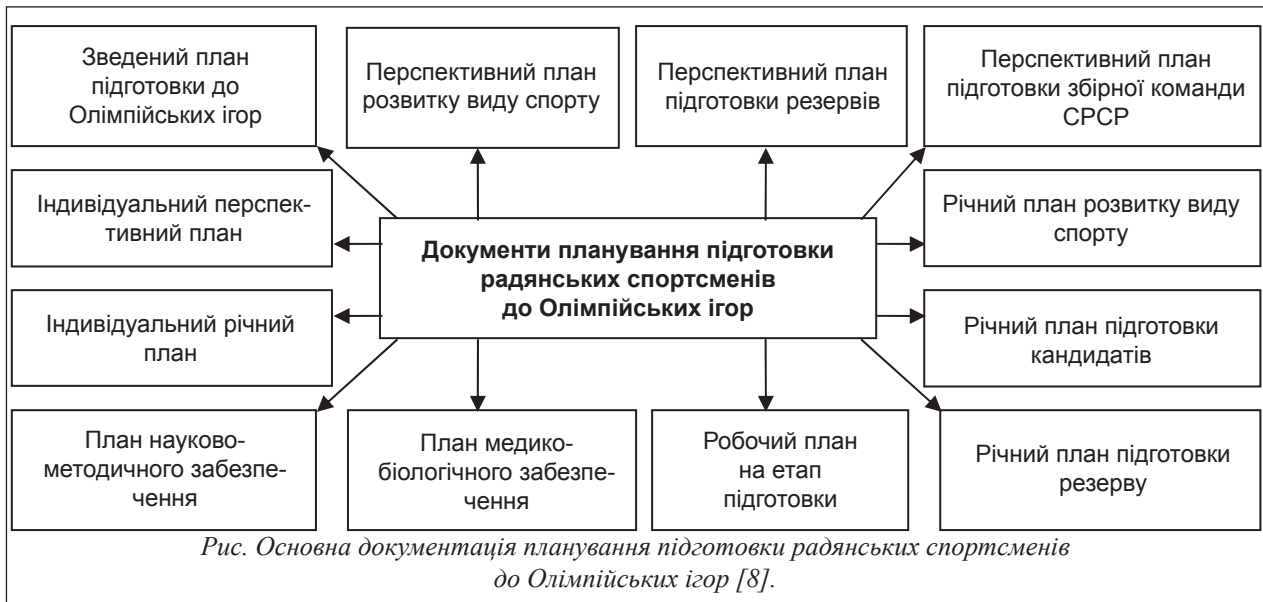 Зведений план
підготовки до
Олімпійських ігор
Перспективний план
розвитку виду спорту
Перспективний план
підготовки резервів
Перспективний план
підготовки збірної команди
СРСР
Індивідуальний перспек-
тивний план
Документи планування підготовки
радянських спортсменів
до Олімпійських ігор
Річний план розвитку виду
спорту
Індивідуальний річний
план
Річний план підготовки
кандидатів
План науково-
методичного забезпе-
чення
План медико-
біологічного забезпе-
чення
Робочий план
на етап
підготовки
Річний план підготовки
резерву
Рис. Основна документація планування підготовки радянських спортсменів
до Олімпійських ігор [8].